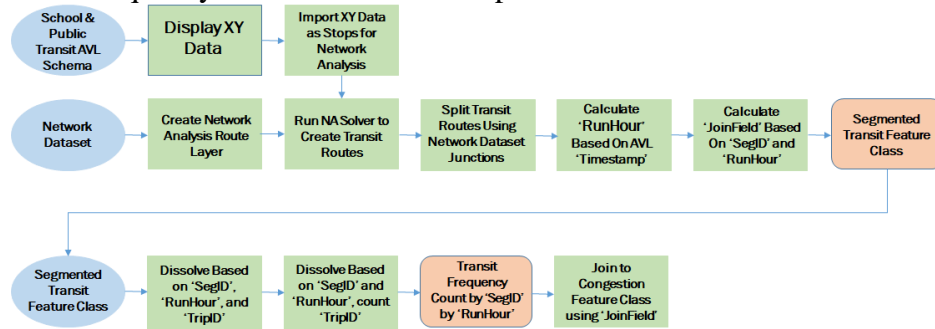 School &
Public
Transit AVL
Schema
Display XY
Data
Import XY Data
as Stops for
Network
Analysis
Network
Dataset
Create Network
Analysis Route
Layer
Run NA Solver to
Create Transit
Routes
Split Transit
Routes Using
Network Dataset
Junctions
Calculate
'RunHour'
Based On AVL
'Timestamp'
Calculate
'JoinField' Based
On 'SegID' and
'RunHour'
Segmented
Transit Feature
Class
Segmented
Transit
Feature Class
Dissolve Based
on 'SegID',
'RunHour', and
'TripID'
Dissolve Based
on 'SegID' and
'RunHour', count
'TripID'
Transit
Frequency
Count by 'SegID'
by 'RunHour'
Join to
Congestion
Feature Class
using 'JoinField'